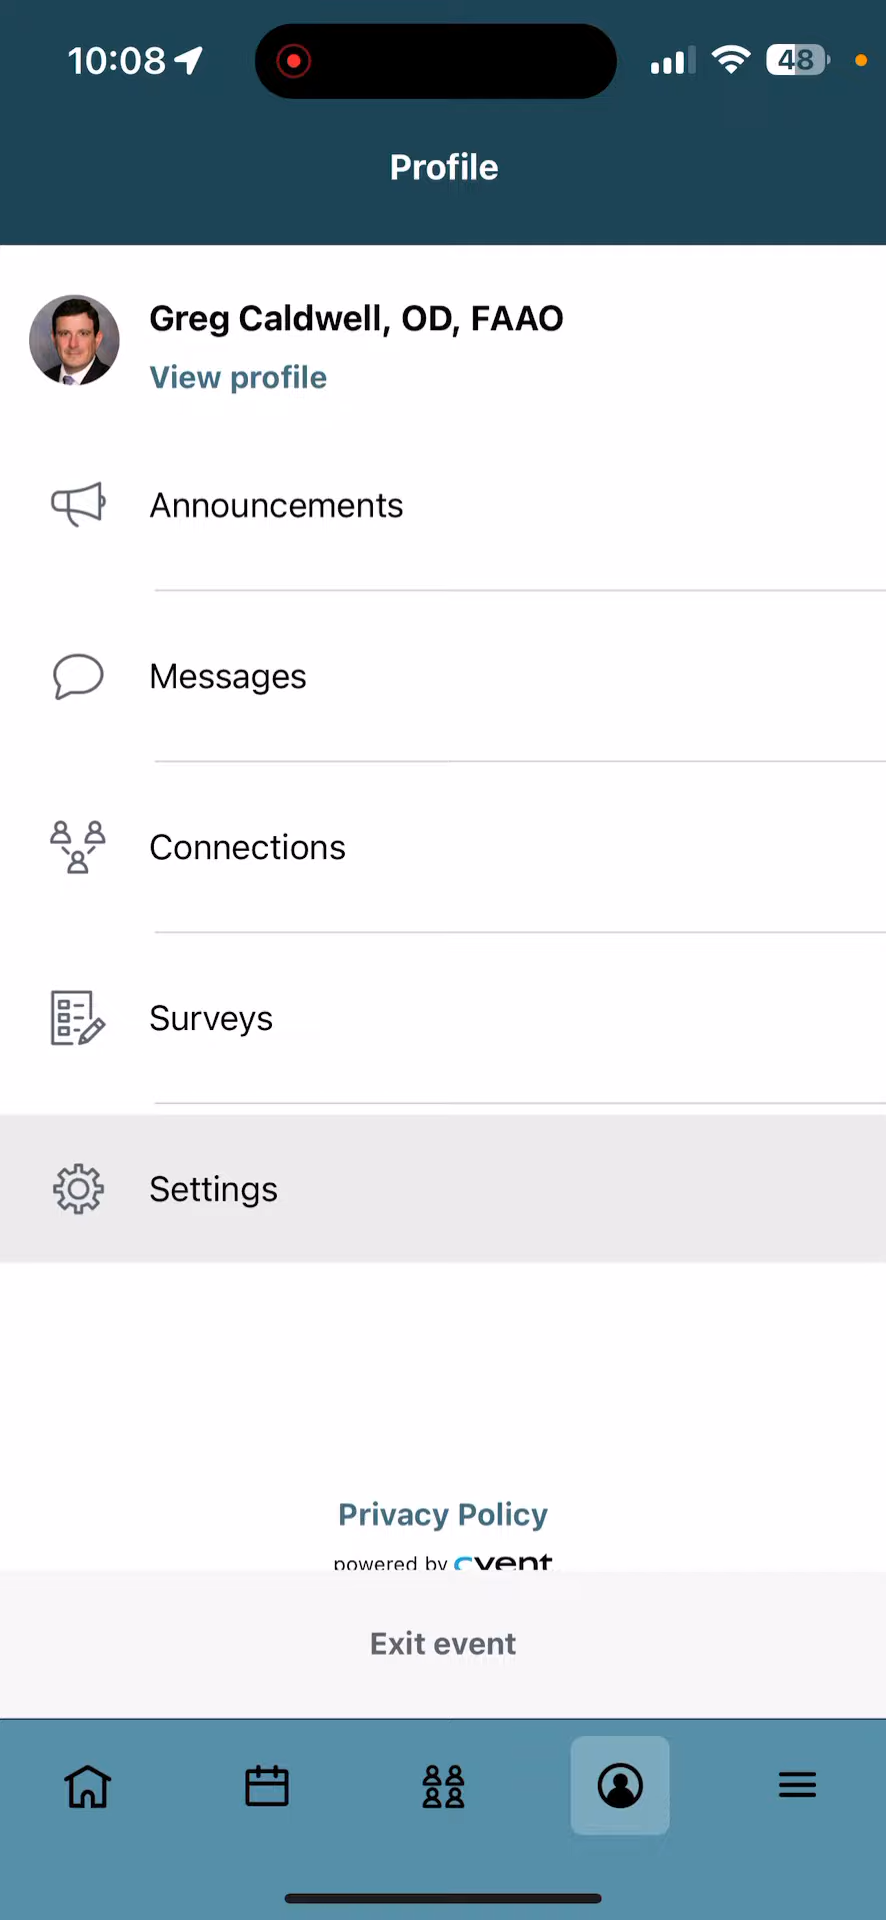 10:08
48
Profile
Greg Caldwell, OD, FAAO
View profile
Announcements
Messages
Connections
Surveys
Settings
Privacy Policy
powered by cvent
Exit event